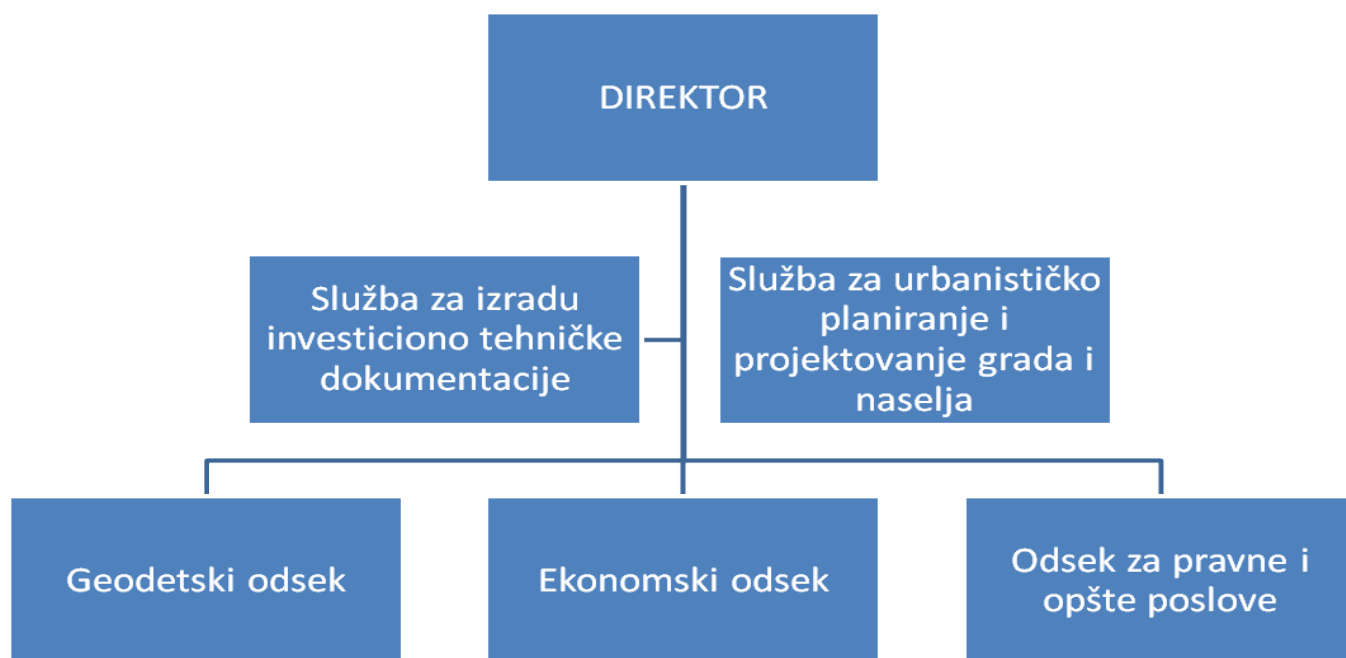 DIREKTOR
Služba za izradu
investiciono tehničke
dokumentacije
Služba za urbanističko
planiranje i
projektovanje grada i
naselja
Geodetski odsek
Ekonomski odsek
Odsek za pravne i
opšte poslove